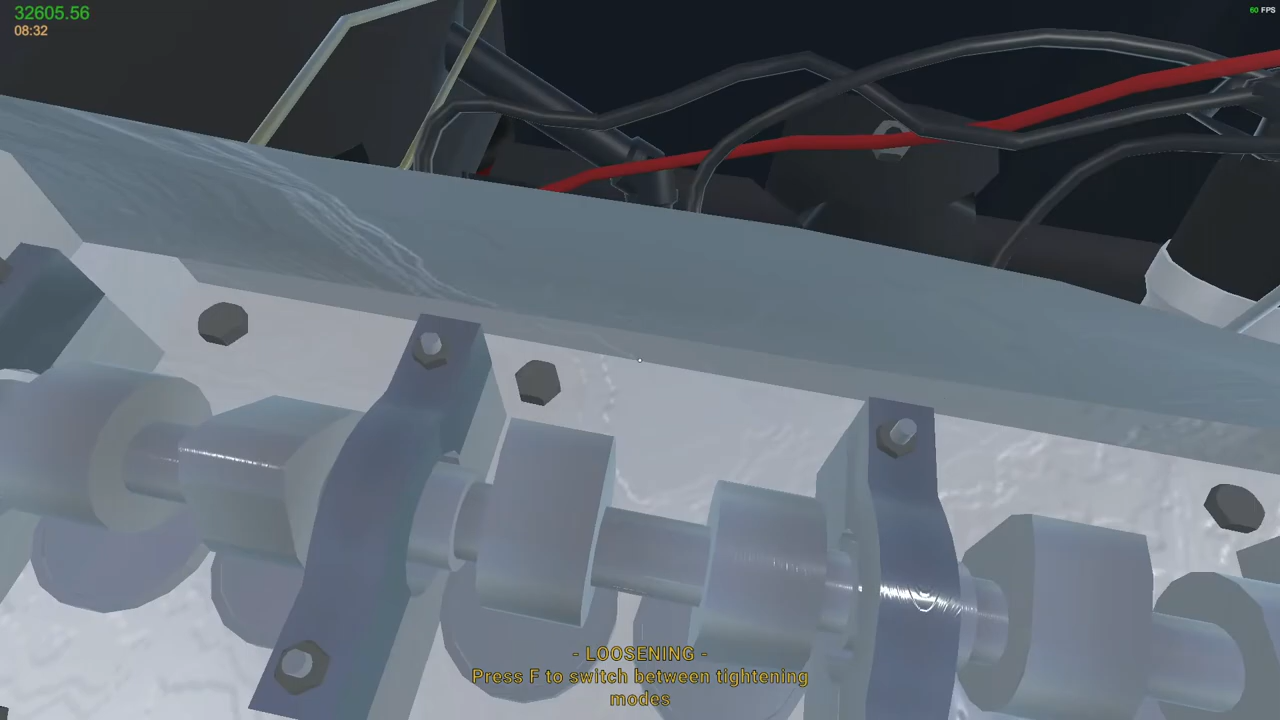 32605.56
60 FPS
08:32
- LOOSENING -
Press F to switch between tightening
modes